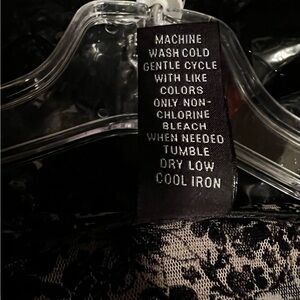 MACHINE
WASH COLD
GENTLE CYCLE
WITH LIKE
COLORS
ONLY NON-
CHLORINE
BLEACH
WHEN NEEDED
TUMBLE
DRY LOW
COOL IRON